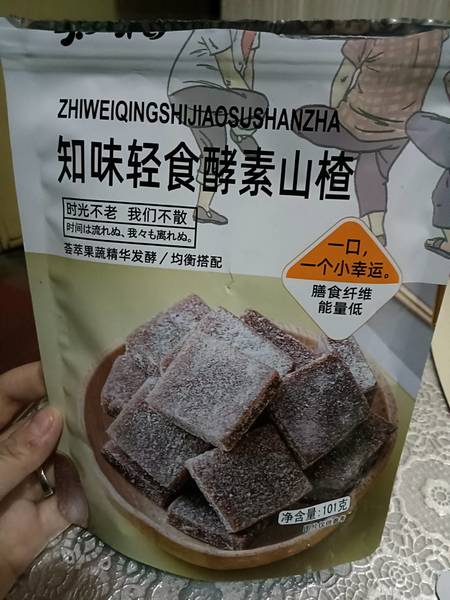 ZHIWEIQINGSHIJIAOSUSHANZHA
知味轻食酵素山楂
时光不老 我们不散
时间は流れぬ、我々も离れぬ。
荟萃果蔬精华发酵/均衡搭配
一口，
一个小幸运。
膳食纤维
能量低
净含量:101克